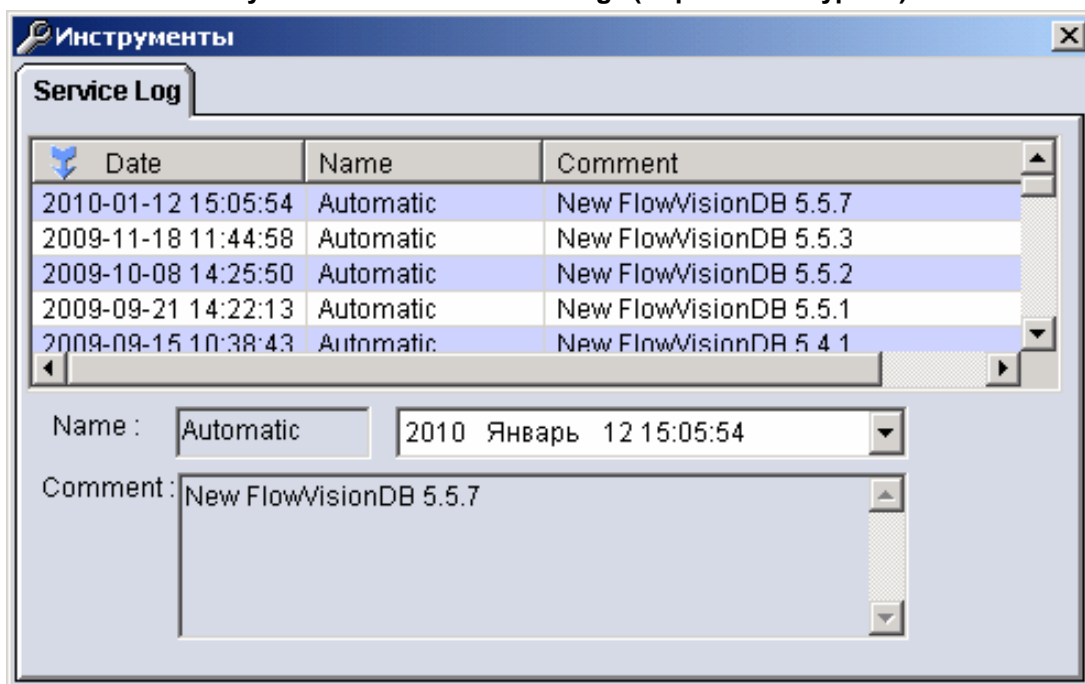 Инструменты
Service Log
Date Name Comment
2010-01-12 15:05:54 Automatic New FlowVisionDB 5.5.7
2009-11-18 11:44:58 Automatic New FlowVisionDB 5.5.3
2009-10-08 14:25:50 Automatic New FlowVisionDB 5.5.2
2009-09-21 14:22:13 Automatic New FlowVisionDB 5.5.1
2009-09-15 10:38:43 Automatic New FlowVisionDB 5.4.1
Name : Automatic 2010 Январь 12 15:05:54
Comment : New FlowVisionDB 5.5.7